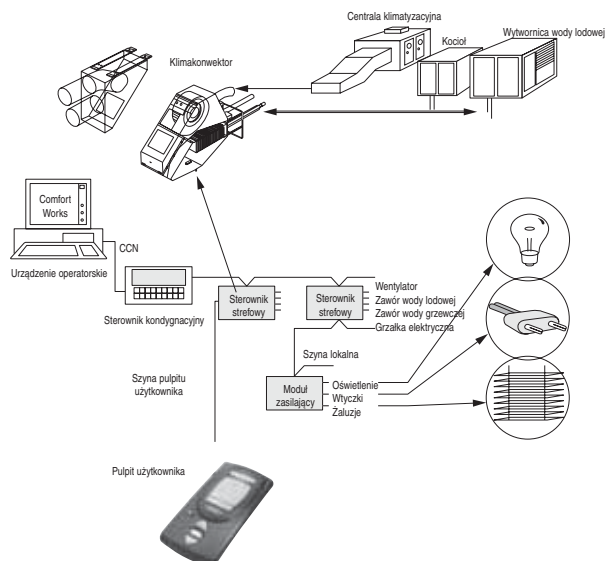 Centrala klimatyzacyjna
Wytwornica wody lodowej
Kocioł
Klimakonwektor
Comfort
Works
CCN
Urządzenie operatorskie
Sterownik kondygnacyjny
Sterownik
strefowy
Sterownik
strefowy
Wentylator
Zawór wody lodowej
Zawór wody grzewczej
Grzałka elektryczna
Szyna lokalna
Szyna pulpitu
użytkownika
Moduł
zasilający
Oświetlenie
Wtyczki
Żaluzje
Pulpit użytkownika